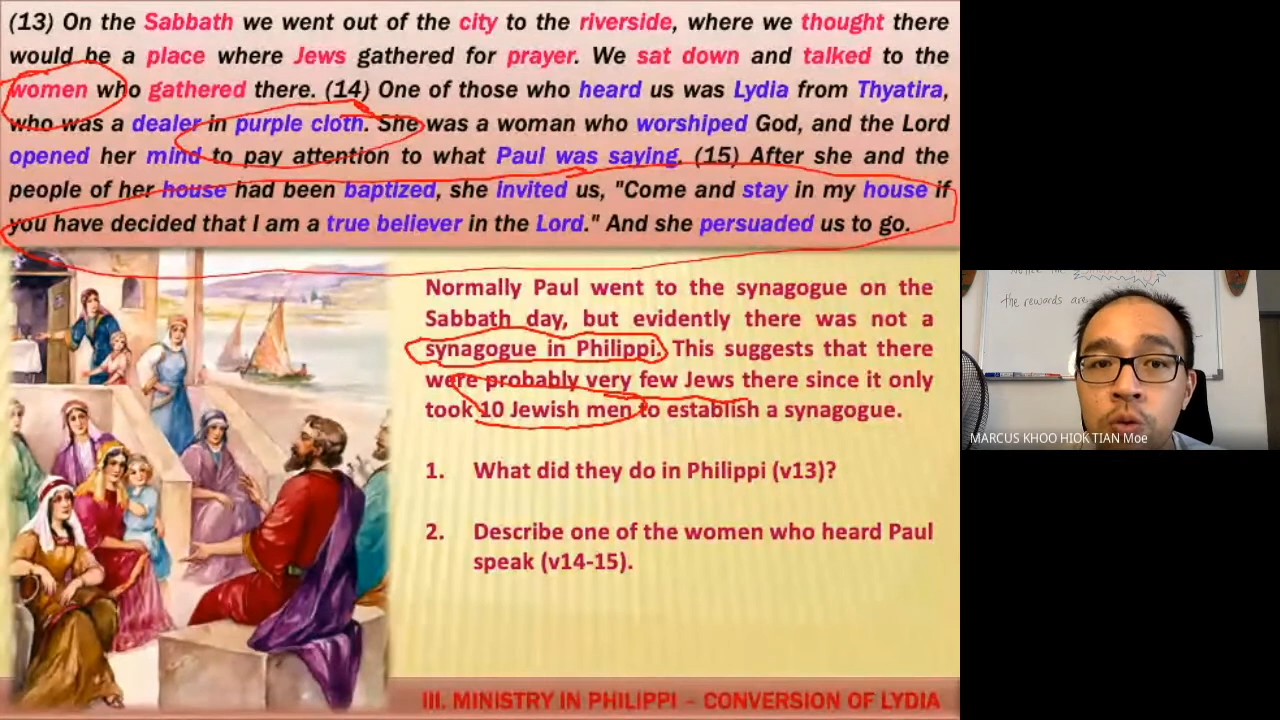 (13) On the Sabbath we went out of the city to the riverside, where we thought there
would be a place where Jews gathered for prayer. We sat down and talked to the
women who gathered there. (14) One of those who heard us was Lydia from Thyatira,
who was a dealer in purple cloth. She was a woman who worshiped God, and the Lord
opened her mind to pay attention to what Paul was saying. (15) After she and the
people of her house had been baptized, she invited us, "Come and stay in my house if
you have decided that I am a true believer in the Lord." And she persuaded us to go.
Normally Paul went to the synagogue on the
Sabbath day, but evidently there was not a
synagogue in Philippi. This suggests that there
were probably very few Jews there since it only
took 10 Jewish men to establish a synagogue.
1. What did they do in Philippi (v13)?
2. Describe one of the women who heard Paul
speak (v14-15).
III. MINISTRY IN PHILIPPI – CONVERSION OF LYDIA
the rewards are
MARCUS KHOO HIOK TIAN Moe